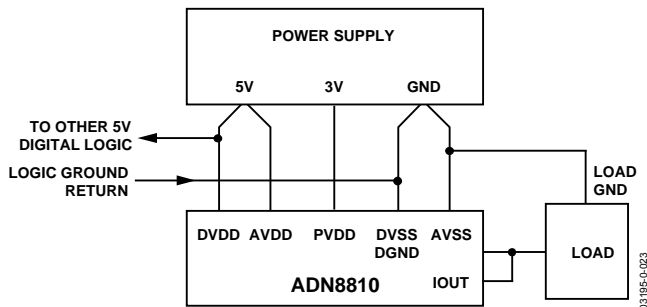 POWER SUPPLY
5V 3V GND
TO OTHER 5V
DIGITAL LOGIC
LOGIC GROUND
RETURN
LOAD
GND
DVDD AVDD PVDD DVSS AVSS
DGND
LOAD
IOUT
ADN8810
03195-0-023